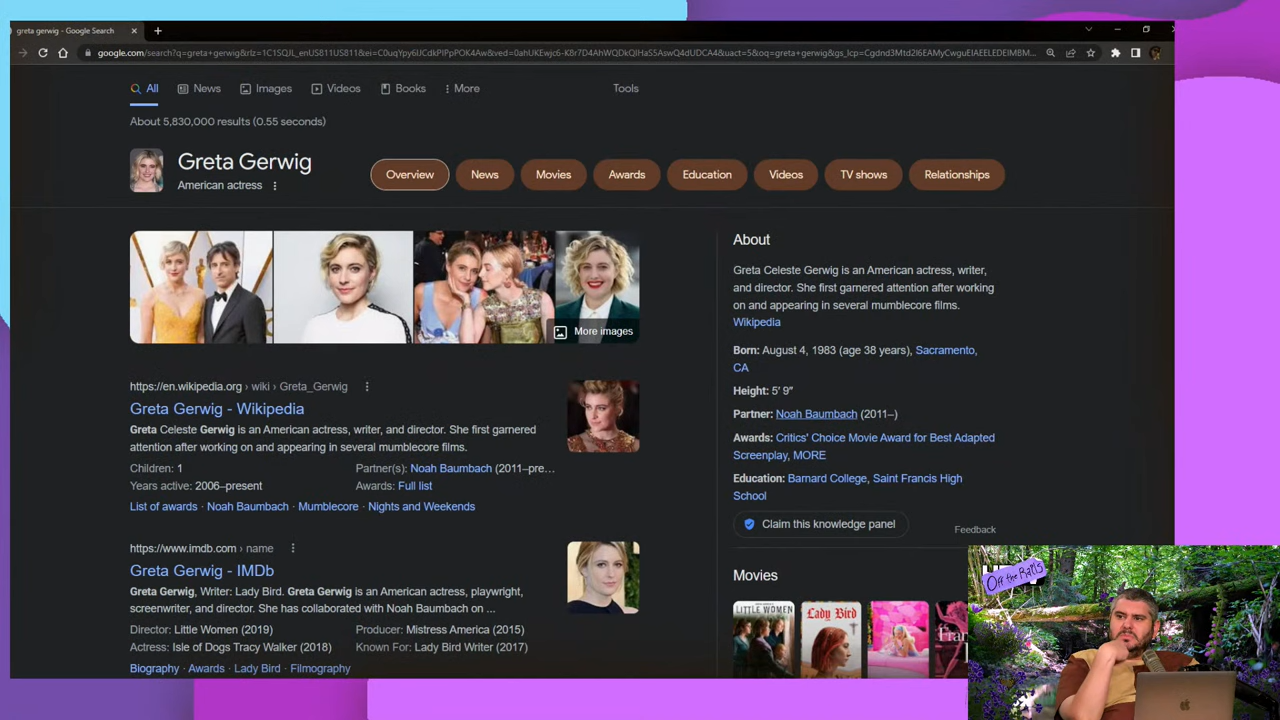 greta gerwig - Google Search
google.com/search?q=greta+gerwig&rlz=1C1SQJL_enUS811US811&ei=
All
News
Images
Videos
Books
More
Tools
About 5,830,000 results (0.55 seconds)
Greta Gerwig
American actress
Overview
News
Movies
Awards
Education
Videos
TV shows
Relationships
More images
https://en.wikipedia.org › wiki › Greta_Gerwig
Greta Gerwig - Wikipedia
Greta Celeste Gerwig is an American actress, writer, and director. She first garnered
attention after working on and appearing in several mumblecore films.
Children: 1
Partner(s): Noah Baumbach (2011–pre…
Years active: 2006–present
Awards: Full list
List of awards · Noah Baumbach · Mumblecore · Nights and Weekends
https://www.imdb.com › name
Greta Gerwig - IMDb
Greta Gerwig, Writer: Lady Bird. Greta Gerwig is an American actress, playwright,
screenwriter, and director. She has collaborated with Noah Baumbach on ...
Director: Little Women (2019)
Producer: Mistress America (2015)
Actress: Isle of Dogs Tracy Walker (2018)
Known For: Lady Bird Writer (2017)
Biography · Awards · Lady Bird · Filmography
About
Greta Celeste Gerwig is an American actress, writer,
and director. She first garnered attention after working
on and appearing in several mumblecore films.
Wikipedia
Born: August 4, 1983 (age 38 years), Sacramento,
CA
Height: 5′ 9″
Partner: Noah Baumbach (2011–)
Awards: Critics' Choice Movie Award for Best Adapted
Screenplay, MORE
Education: Barnard College, Saint Francis High
School
Claim this knowledge panel
Feedback
Movies
LITTLE WOMEN
LADY BIRD
Fran
Off the Rails